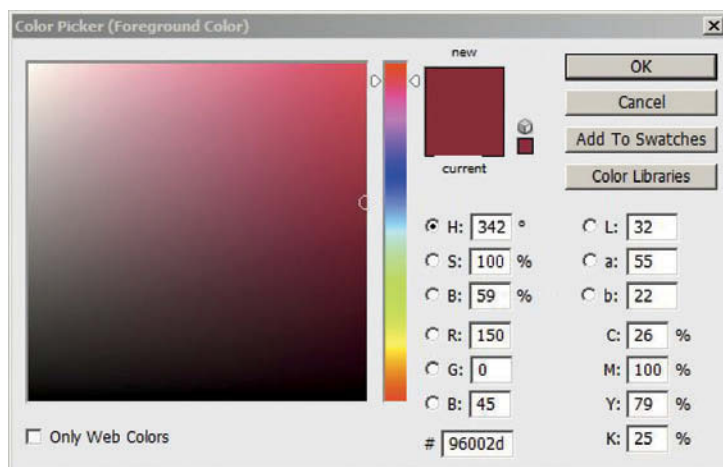 Color Picker (Foreground Color)
new
current
OK
Cancel
Add To Swatches
Color Libraries
H: 342 °
S: 100 %
B: 59 %
R: 150
G: 0
B: 45
# 96002d
L: 32
a: 55
b: 22
C: 26 %
M: 100 %
Y: 79 %
K: 25 %
Only Web Colors